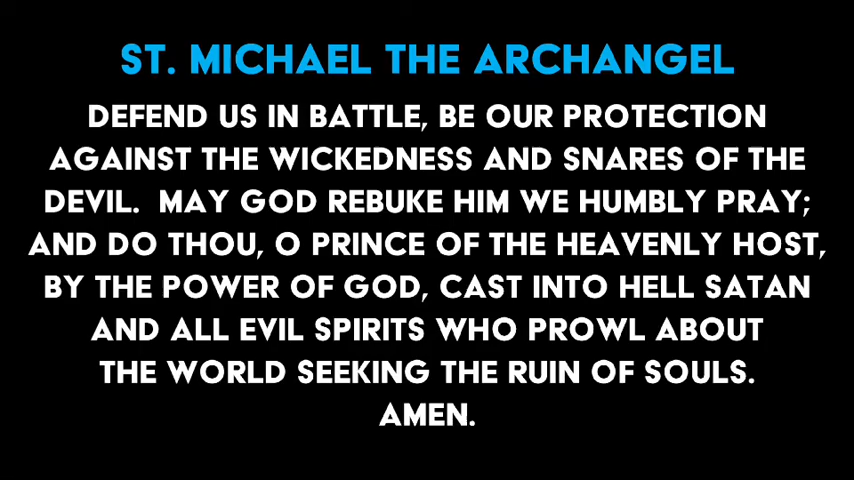 ST. MICHAEL THE ARCHANGEL
DEFEND US IN BATTLE, BE OUR PROTECTION
AGAINST THE WICKEDNESS AND SNARES OF THE
DEVIL. MAY GOD REBUKE HIM WE HUMBLY PRAY;
AND DO THOU, O PRINCE OF THE HEAVENLY HOST,
BY THE POWER OF GOD, CAST INTO HELL SATAN
AND ALL EVIL SPIRITS WHO PROWL ABOUT
THE WORLD SEEKING THE RUIN OF SOULS.
AMEN.